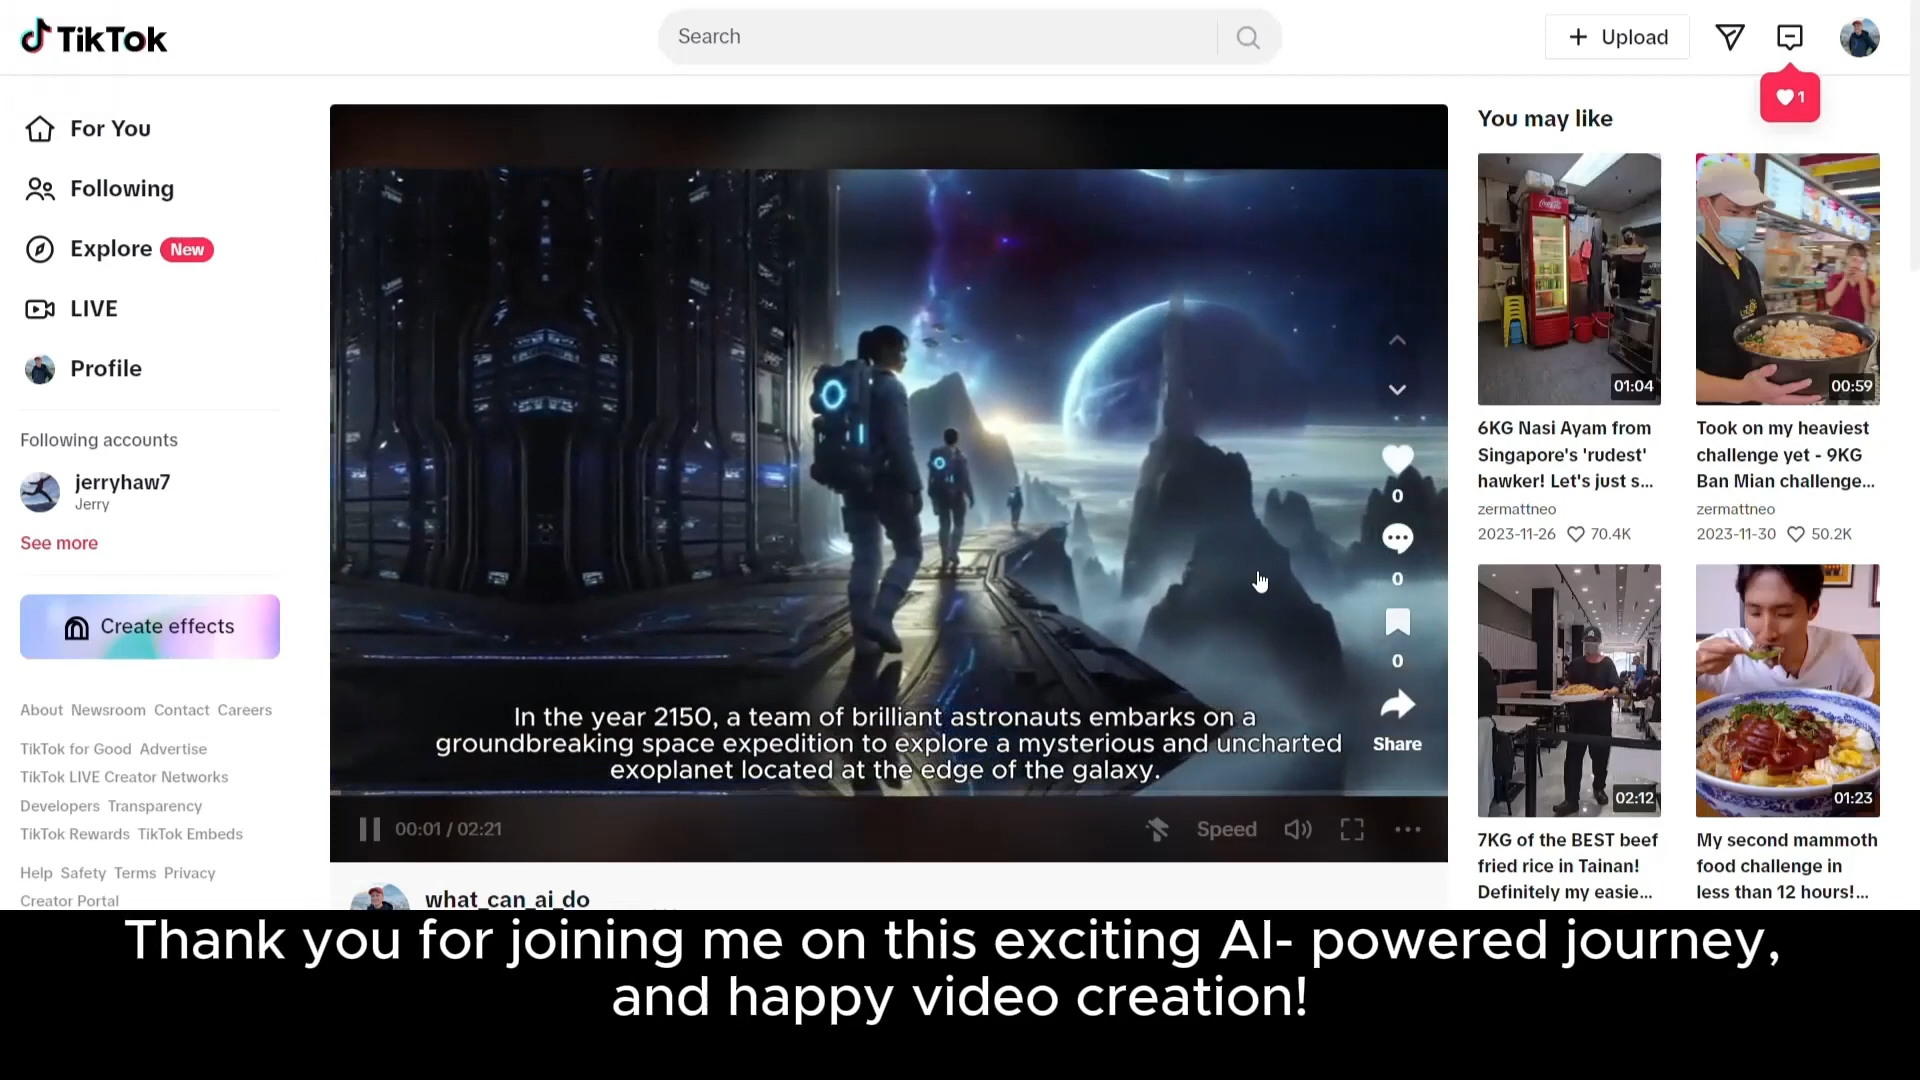 TikTok
Search
Upload
1
For You
Following
Explore New
LIVE
Profile
Following accounts
jerryhaw7
Jerry
See more
Create effects
About Newsroom Contact Careers
TikTok for Good Advertise
TikTok LIVE Creator Networks
Developers Transparency
TikTok Rewards TikTok Embeds
Help Safety Terms Privacy
Creator Portal
0
0
0
Share
In the year 2150, a team of brilliant astronauts embarks on a
groundbreaking space expedition to explore a mysterious and uncharted
exoplanet located at the edge of the galaxy.
00:01 / 02:21
Speed
what_can_ai_do
You may like
Coca-Cola
01:04
6KG Nasi Ayam from
Singapore's 'rudest'
hawker! Let's just s...
zermattneo
2023-11-26 70.4K
00:59
Took on my heaviest
challenge yet - 9KG
Ban Mian challenge...
zermattneo
2023-11-30 50.2K
02:12
7KG of the BEST beef
fried rice in Tainan!
Definitely my easie...
01:23
My second mammoth
food challenge in
less than 12 hours!...
Thank you for joining me on this exciting AI- powered journey,
and happy video creation!